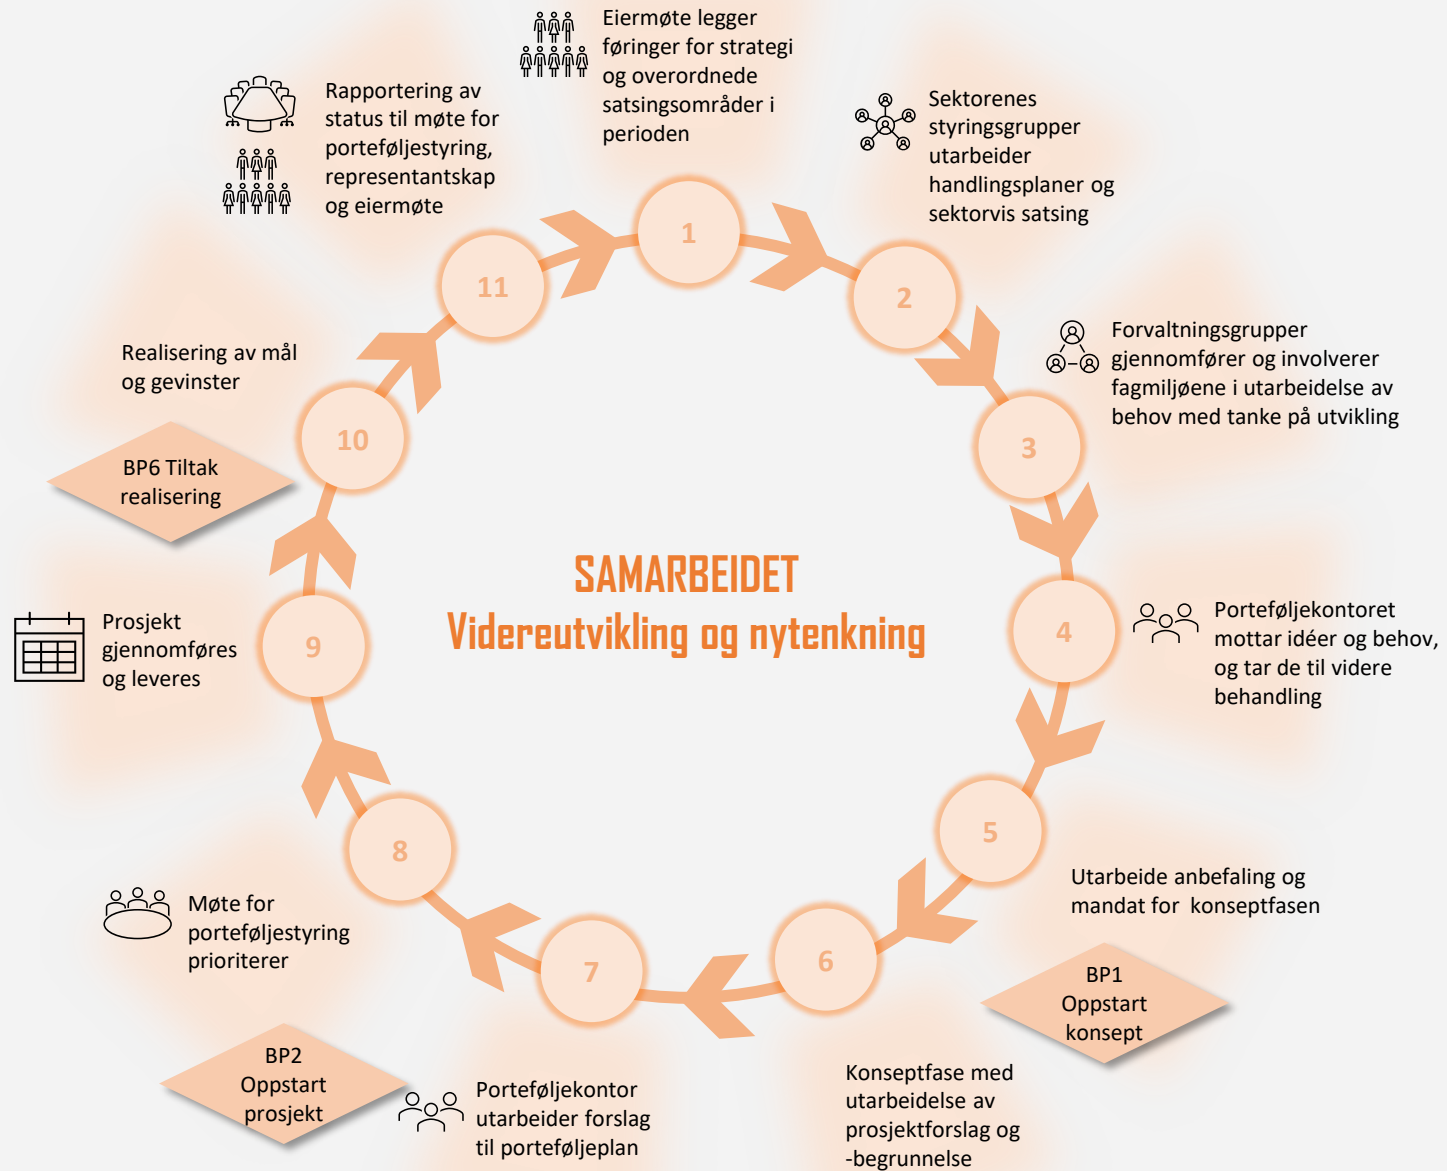 Eiermøte legger
føringer for strategi
og overordnede
satsingsområder i
perioden
Sektorenes
styringsgrupper
utarbeider
handlingsplaner og
sektorvis satsing
Forvaltningsgrupper
gjennomfører og involverer
fagmiljøene i utarbeidelse av
behov med tanke på utvikling
Porteføljekontoret
mottar idéer og behov,
og tar de til videre
behandling
Utarbeide anbefaling og
mandat for konseptfasen
BP1
Oppstart
konsept
Konseptfase med
utarbeidelse av
prosjektforslag og
-begrunnelse
Porteføljekontor
utarbeider forslag
til porteføljeplan
BP2
Oppstart
prosjekt
Møte for
porteføljestyring
prioriterer
Prosjekt
gjennomføres
og leveres
BP6 Tiltak
realisering
Realisering av mål
og gevinster
Rapportering av
status til møte for
porteføljestyring,
representantskap
og eiermøte
1
2
3
4
5
6
7
8
9
10
11
SAMARBEIDET
Videreutvikling og nytenkning